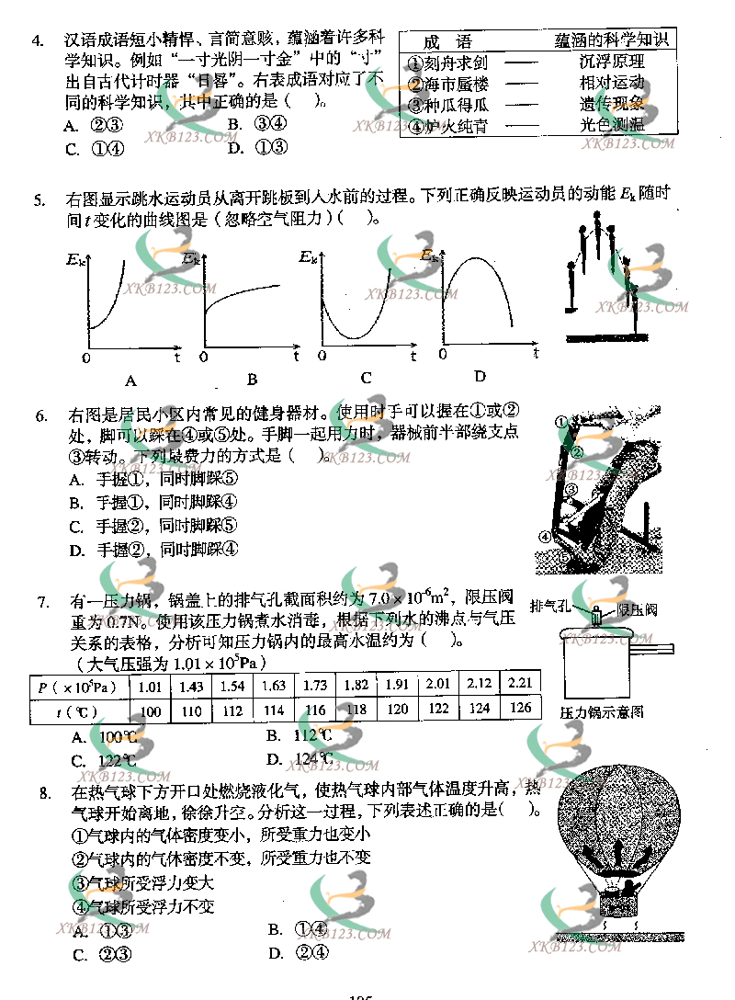 4. 汉语成语短小精悍、言简意赅，蕴涵着许多科
学知识。例如“一寸光阴一寸金”中的“寸”
出自古代计时器“日晷”。右表成语对应了不
同的科学知识，其中正确的是（　）。
A. ②③　B. ③④
C. ①④　D. ①③
成 语　蕴涵的科学知识
①刻舟求剑 —— 沉浮原理
②海市蜃楼 —— 相对运动
③种瓜得瓜 —— 遗传现象
④炉火纯青 —— 光色测温
5. 右图显示跳水运动员从离开跳板到入水前的过程。下列正确反映运动员的动能 Ek 随时
间 t 变化的曲线图是（忽略空气阻力）（　）。
Ek　Ek　Ek　Ek
0　t　0　t　0　t　0　t
A　B　C　D
6. 右图是居民小区内常见的健身器材。使用时手可以握在①或②
处，脚可以踩在④或⑤处。手脚一起用力时，器械前半部绕支点
③转动。下列最费力的方式是（　）。
A. 手握①，同时脚踩⑤
B. 手握①，同时脚踩④
C. 手握②，同时脚踩⑤
D. 手握②，同时脚踩④
①
②
③
④
⑤
7. 有一压力锅，锅盖上的排气孔截面积约为 7.0 × 10⁻⁶m²，限压阀
重为 0.7N。使用该压力锅煮水消毒，根据下列水的沸点与气压
关系的表格，分析可知压力锅内的最高水温约为（　）。
（大气压强为 1.01 × 10⁵Pa）
排气孔　限压阀
压力锅示意图
P（×10⁵Pa） 1.01 1.43 1.54 1.63 1.73 1.82 1.91 2.01 2.12 2.21
t（℃） 100 110 112 114 116 118 120 122 124 126
A. 100℃　B. 112℃
C. 122℃　D. 124℃
8. 在热气球下方开口处燃烧液化气，使热气球内部气体温度升高，热
气球开始离地，徐徐升空。分析这一过程，下列表述正确的是（　）。
①气球内的气体密度变小，所受重力也变小
②气球内的气体密度不变，所受重力也不变
③气球所受浮力变大
④气球所受浮力不变
A. ①③　B. ①④
C. ②③　D. ②④
XKB123.COM